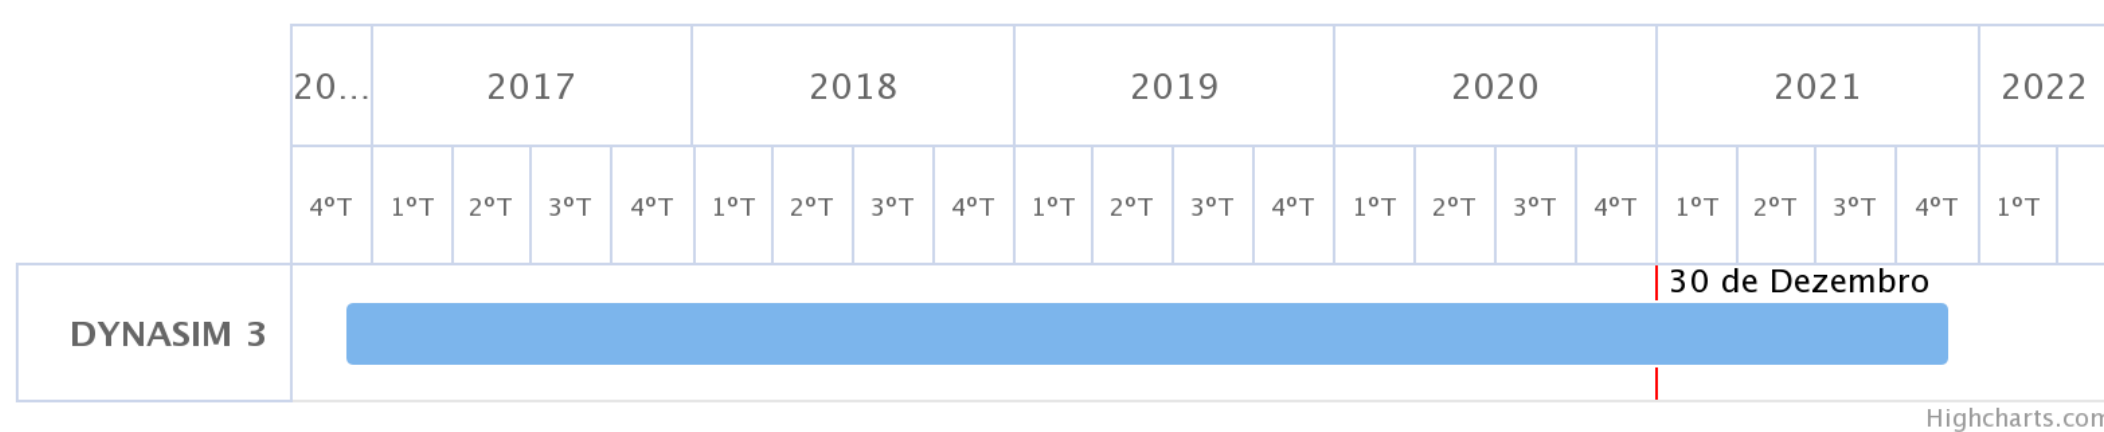 20... 2017 2018 2019 2020 2021 2022
4ºT 1ºT 2ºT 3ºT 4ºT 1ºT 2ºT 3ºT 4ºT 1ºT 2ºT 3ºT 4ºT 1ºT 2ºT 3ºT 4ºT 1ºT 2ºT 3ºT 4ºT 1ºT
30 de Dezembro
DYNASIM 3
Highcharts.com